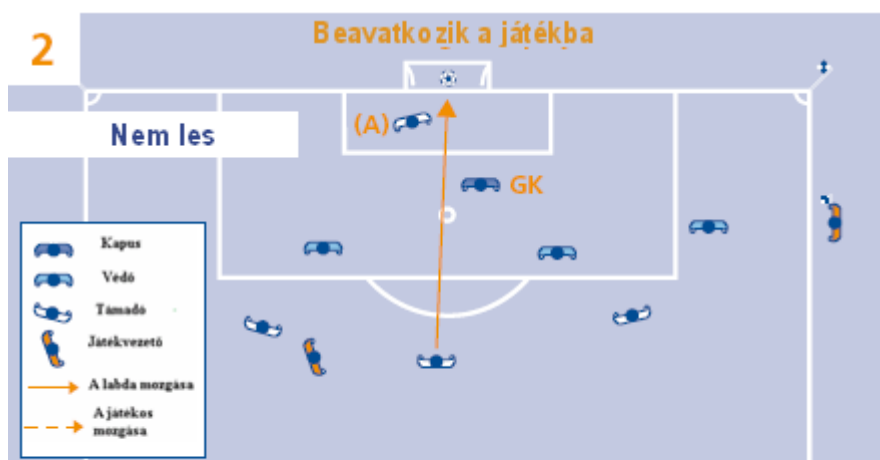 2
Beavatkozik a játékba
(A)
Nem les
GK
Kapus
Védő
Támadó
Játékvezető
A labda mozgása
A játékos
mozgása